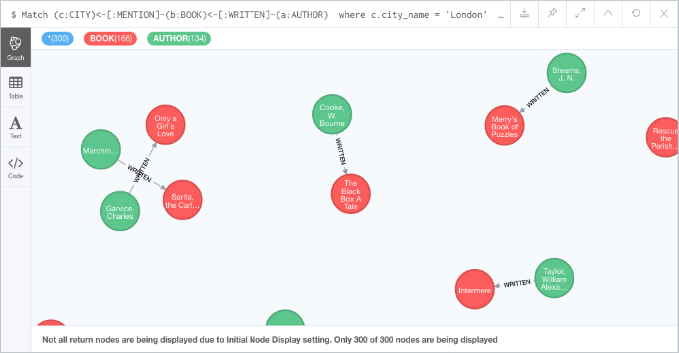 $ Match (c:CITY)<-[:MENTION]-(b:BOOK)<-[:WRITTEN]-(a:AUTHOR)  where c.city_name = 'London' …
*(300) BOOK(166) AUTHOR(134)
Graph
Table
Text
Code
Only a
Girl's
Love
Marchm…
WRITTEN
WRITTEN
Sarita,
the Carl…
Garvice,
Charles
Cooke,
W.
Bourne
WRITTEN
The
Black
Box A
Tale
Stearns,
J. N.
WRITTEN
Merry's
Book of
Puzzles
Rescue
the
Perish…
Taylor,
William
Alexa…
WRITTEN
Intermere
Not all return nodes are being displayed due to Initial Node Display setting. Only 300 of 300 nodes are being displayed